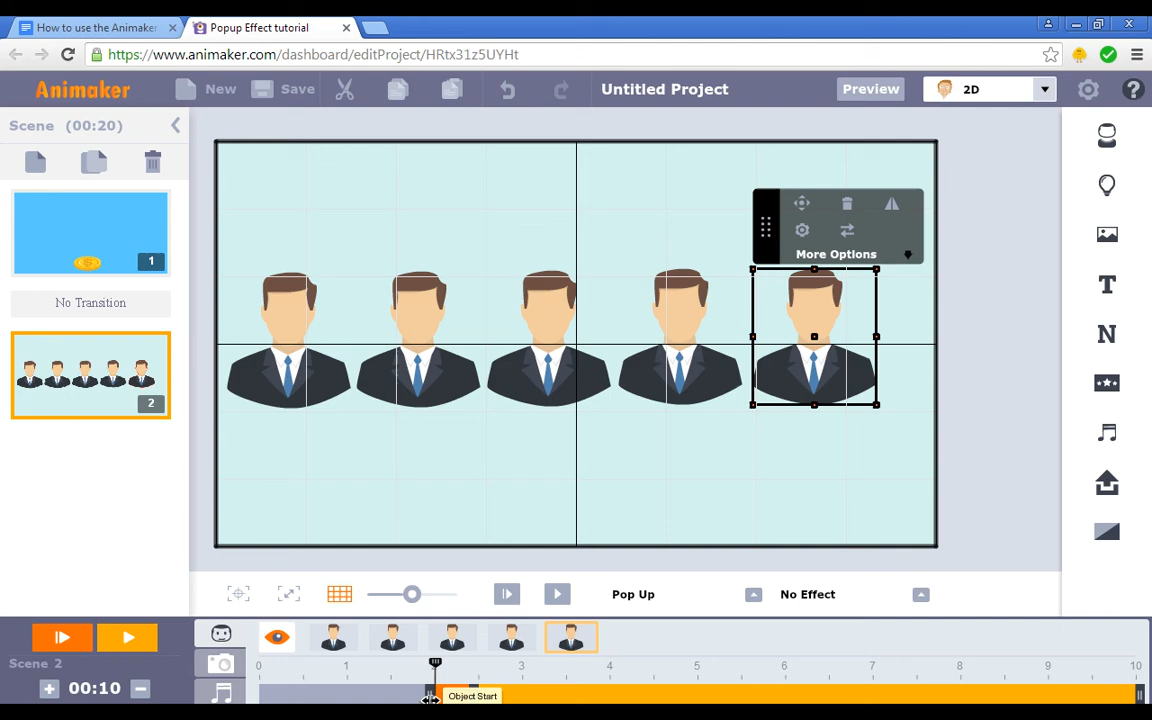 How to use the Animaker
Popup Effect tutorial
https://www.animaker.com/dashboard/editProject/HRtx31z5UYHt
Animaker New Save Untitled Project Preview 2D
Scene (00:20)
More Options
1
No Transition
2
Pop Up No Effect
Scene 2
0 1 3 4 5 6 7 8 9 10
00:10
Object Start